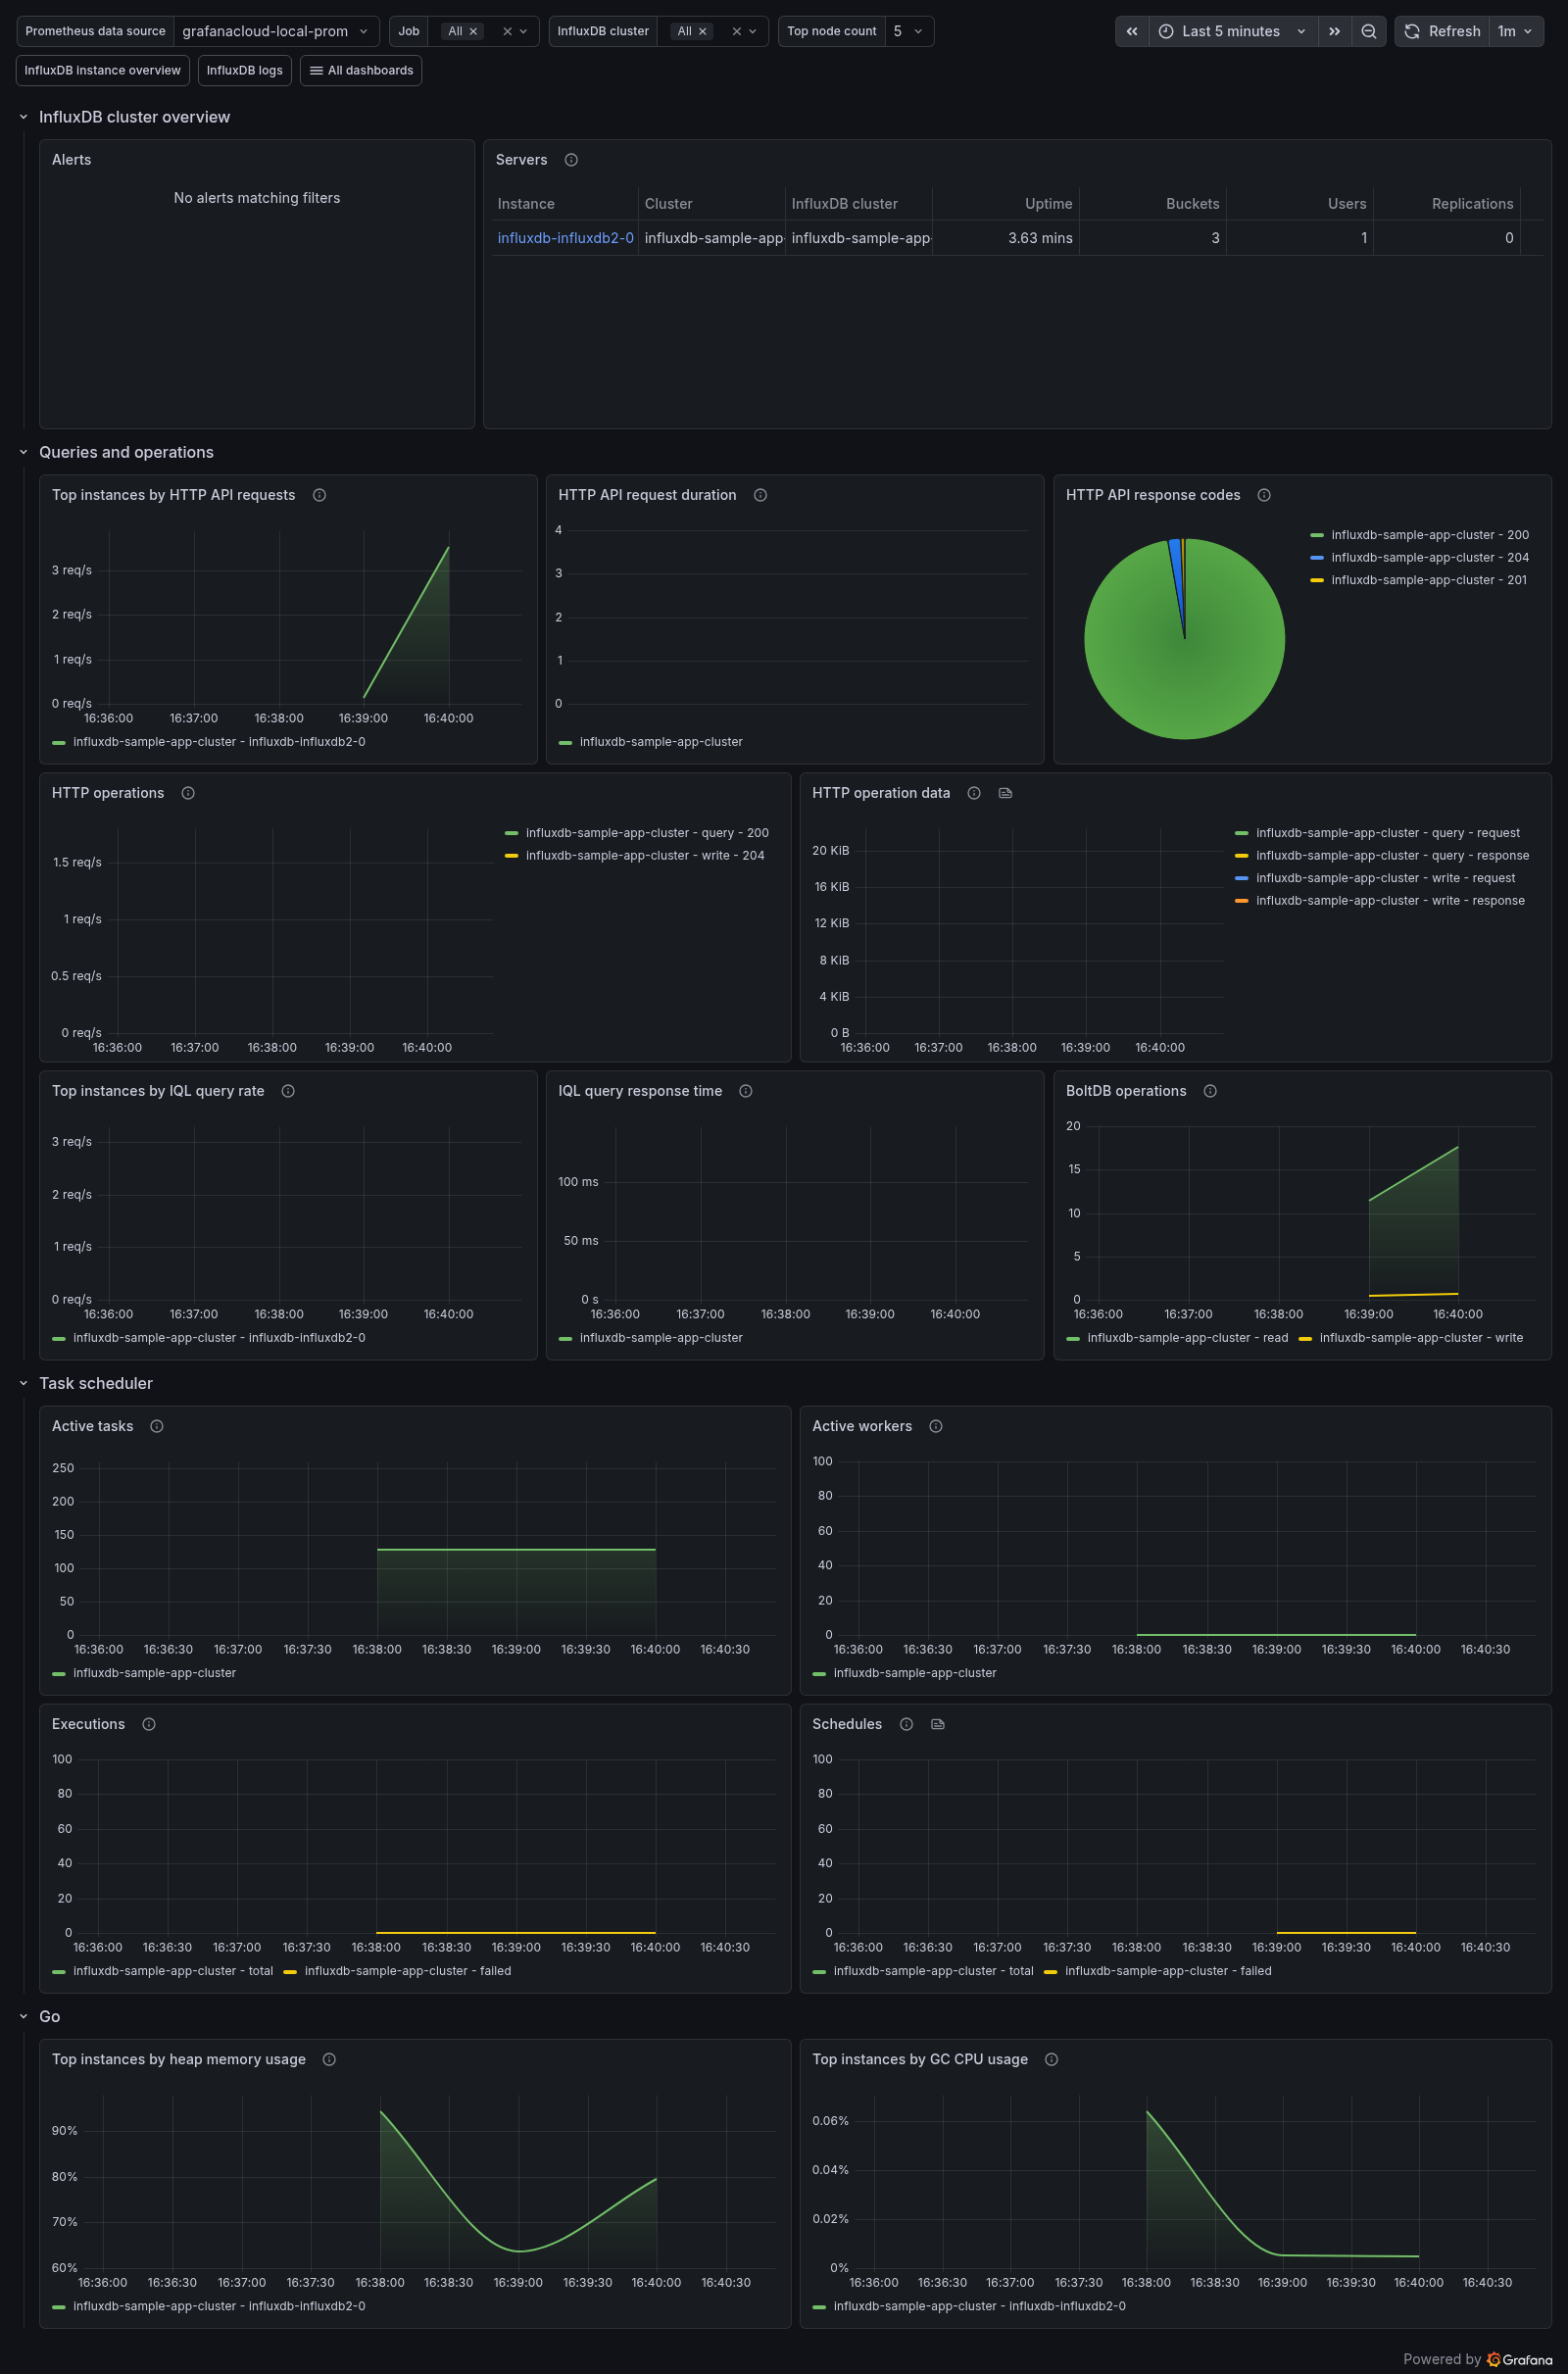 Prometheus data source grafanacloud-local-prom Job All InfluxDB cluster All Top node count 5 Last 5 minutes Refresh 1m
InfluxDB instance overview InfluxDB logs All dashboards
InfluxDB cluster overview
Alerts
No alerts matching filters
Servers
Instance Cluster InfluxDB cluster Uptime Buckets Users Replications
influxdb-influxdb2-0 influxdb-sample-app- influxdb-sample-app- 3.63 mins 3 1 0
Queries and operations
Top instances by HTTP API requests
3 req/s
2 req/s
1 req/s
0 req/s
16:36:00 16:37:00 16:38:00 16:39:00 16:40:00
influxdb-sample-app-cluster - influxdb-influxdb2-0
HTTP API request duration
4
3
2
1
0
influxdb-sample-app-cluster
HTTP API response codes
influxdb-sample-app-cluster - 200
influxdb-sample-app-cluster - 204
influxdb-sample-app-cluster - 201
HTTP operations
1.5 req/s
1 req/s
0.5 req/s
0 req/s
16:36:00 16:37:00 16:38:00 16:39:00 16:40:00
influxdb-sample-app-cluster - query - 200
influxdb-sample-app-cluster - write - 204
HTTP operation data
20 KiB
16 KiB
12 KiB
8 KiB
4 KiB
0 B
16:36:00 16:37:00 16:38:00 16:39:00 16:40:00
influxdb-sample-app-cluster - query - request
influxdb-sample-app-cluster - query - response
influxdb-sample-app-cluster - write - request
influxdb-sample-app-cluster - write - response
Top instances by IQL query rate
3 req/s
2 req/s
1 req/s
0 req/s
16:36:00 16:37:00 16:38:00 16:39:00 16:40:00
influxdb-sample-app-cluster - influxdb-influxdb2-0
IQL query response time
100 ms
50 ms
0 s
16:36:00 16:37:00 16:38:00 16:39:00 16:40:00
influxdb-sample-app-cluster
BoltDB operations
20
15
10
5
0
16:36:00 16:37:00 16:38:00 16:39:00 16:40:00
influxdb-sample-app-cluster - read influxdb-sample-app-cluster - write
Task scheduler
Active tasks
250
200
150
100
50
0
16:36:00 16:36:30 16:37:00 16:37:30 16:38:00 16:38:30 16:39:00 16:39:30 16:40:00 16:40:30
influxdb-sample-app-cluster
Active workers
100
80
60
40
20
0
16:36:00 16:36:30 16:37:00 16:37:30 16:38:00 16:38:30 16:39:00 16:39:30 16:40:00 16:40:30
influxdb-sample-app-cluster
Executions
100
80
60
40
20
0
16:36:00 16:36:30 16:37:00 16:37:30 16:38:00 16:38:30 16:39:00 16:39:30 16:40:00 16:40:30
influxdb-sample-app-cluster - total influxdb-sample-app-cluster - failed
Schedules
100
80
60
40
20
0
16:36:00 16:36:30 16:37:00 16:37:30 16:38:00 16:38:30 16:39:00 16:39:30 16:40:00 16:40:30
influxdb-sample-app-cluster - total influxdb-sample-app-cluster - failed
Go
Top instances by heap memory usage
90%
80%
70%
60%
16:36:00 16:36:30 16:37:00 16:37:30 16:38:00 16:38:30 16:39:00 16:39:30 16:40:00 16:40:30
influxdb-sample-app-cluster - influxdb-influxdb2-0
Top instances by GC CPU usage
0.06%
0.04%
0.02%
0%
16:36:00 16:36:30 16:37:00 16:37:30 16:38:00 16:38:30 16:39:00 16:39:30 16:40:00 16:40:30
influxdb-sample-app-cluster - influxdb-influxdb2-0
Powered by Grafana